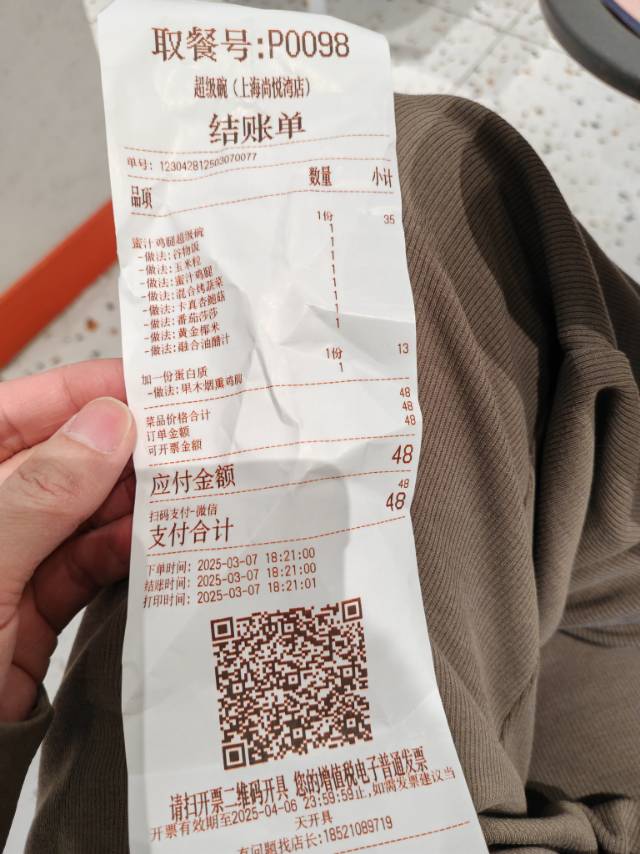 取餐号:P0098
超级碗（上海尚悦湾店）
结账单
单号: 123042812503070077
品项 数量 小计
蜜汁鸡腿超级碗 1份 35
-做法:谷物饭 1
-做法:玉米粒 1
-做法:蜜汁鸡腿 1
-做法:混合烤蔬菜 1
-做法:卡真杏鲍菇 1
-做法:番茄莎莎 1
-做法:黄金椰米 1
-做法:融合油醋汁 1
加一份蛋白质 1份 13
-做法:果木烟熏鸡胸 1
菜品价格合计 48
订单金额 48
可开票金额 48
应付金额 48
扫码支付-微信 48
支付合计 48
下单时间: 2025-03-07 18:21:00
结账时间: 2025-03-07 18:21:00
打印时间: 2025-03-07 18:21:01
请扫开票二维码开具 您的增值税电子普通发票
开票有效期至2025-04-06 23:59:59止,如需发票建议当
天开具
有问题找店长:18521089719